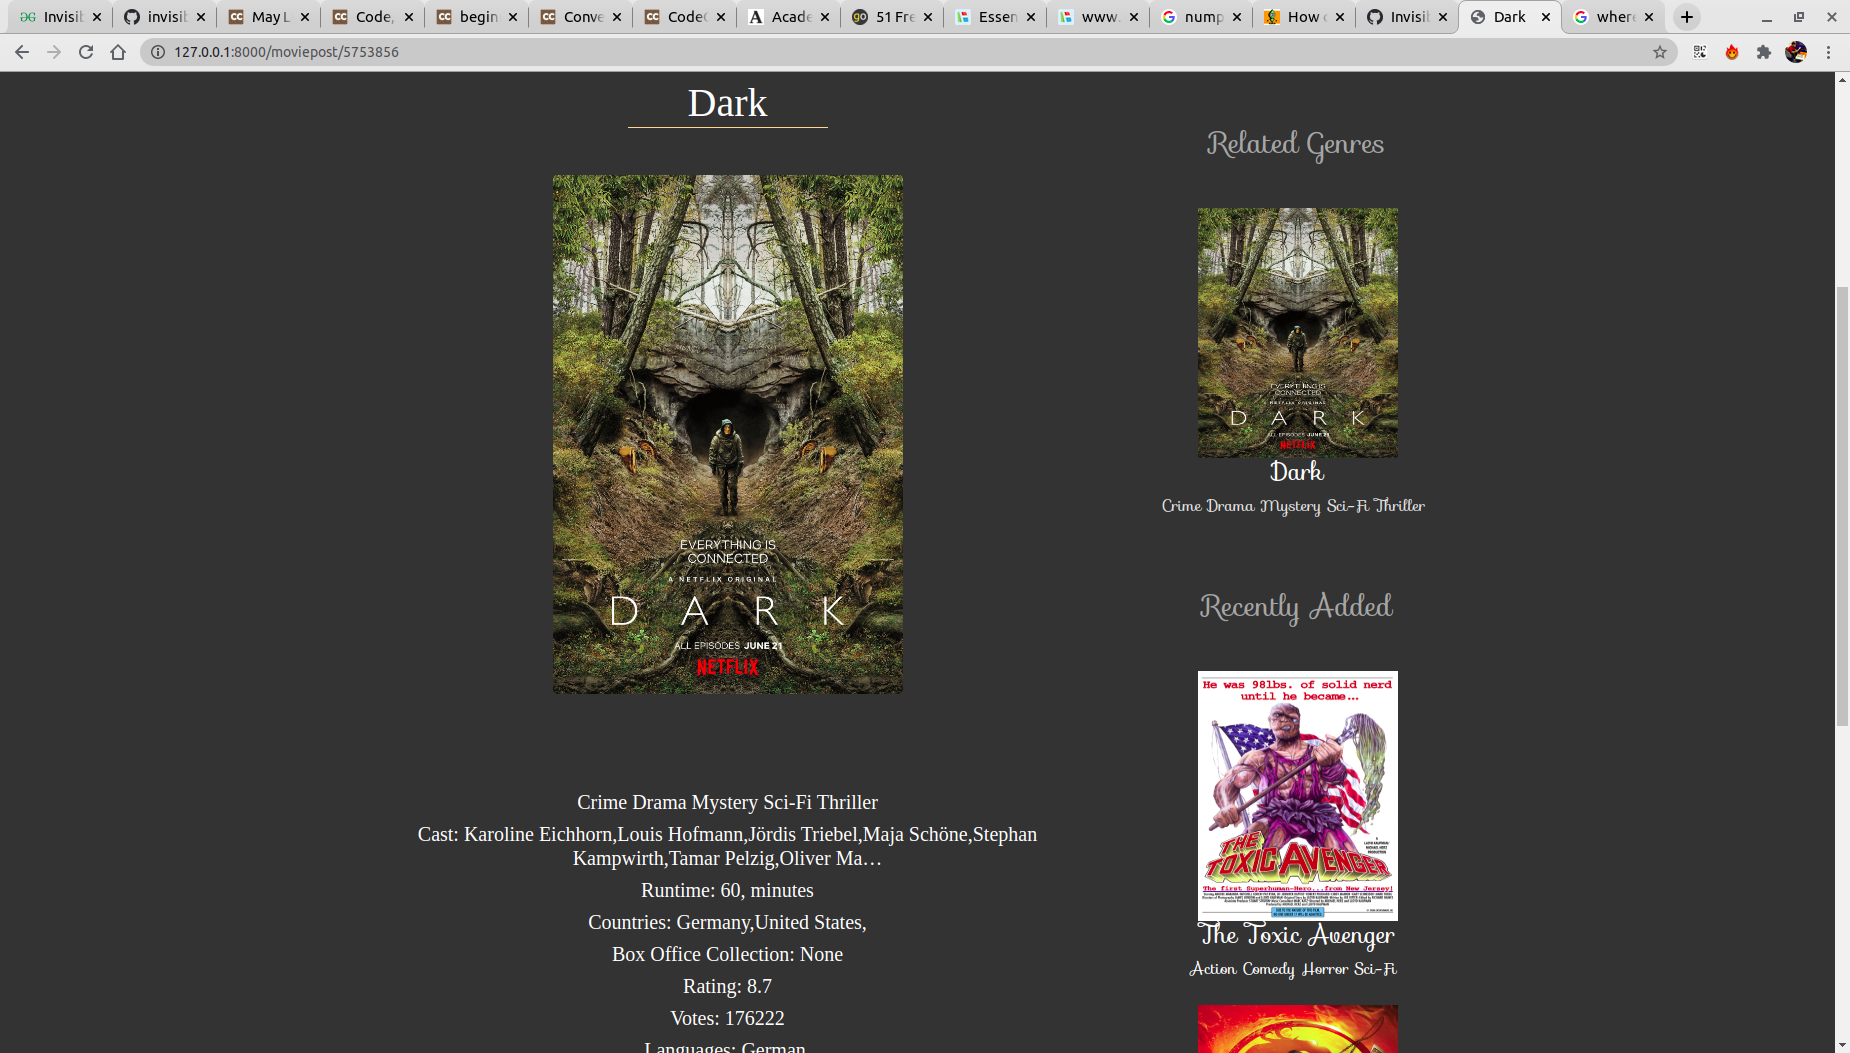 Invisib
invisib
May L
Code,
begin
Conve
CodeC
Acade
51 Fre
Essen
www.
nump
How
Invisib
Dark
where
127.0.0.1:8000/moviepost/5753856
Dark
EVERYTHING IS
CONNECTED
A NETFLIX ORIGINAL
DARK
ALL EPISODES JUNE 21
NETFLIX
Crime Drama Mystery Sci-Fi Thriller
Cast: Karoline Eichhorn,Louis Hofmann,Jördis Triebel,Maja Schöne,Stephan
Kampwirth,Tamar Pelzig,Oliver Ma…
Runtime: 60, minutes
Countries: Germany,United States,
Box Office Collection: None
Rating: 8.7
Votes: 176222
Languages: German
Related Genres
EVERYTHING IS
CONNECTED
A NETFLIX ORIGINAL
DARK
ALL EPISODES JUNE 21
NETFLIX
Dark
Crime Drama Mystery Sci-Fi Thriller
Recently Added
He was 98lbs. of solid nerd
until he became...
THE
TOXIC AVENGER
The first Superhuman-Hero...from New Jersey!
The Toxic Avenger
Action Comedy Horror Sci-Fi